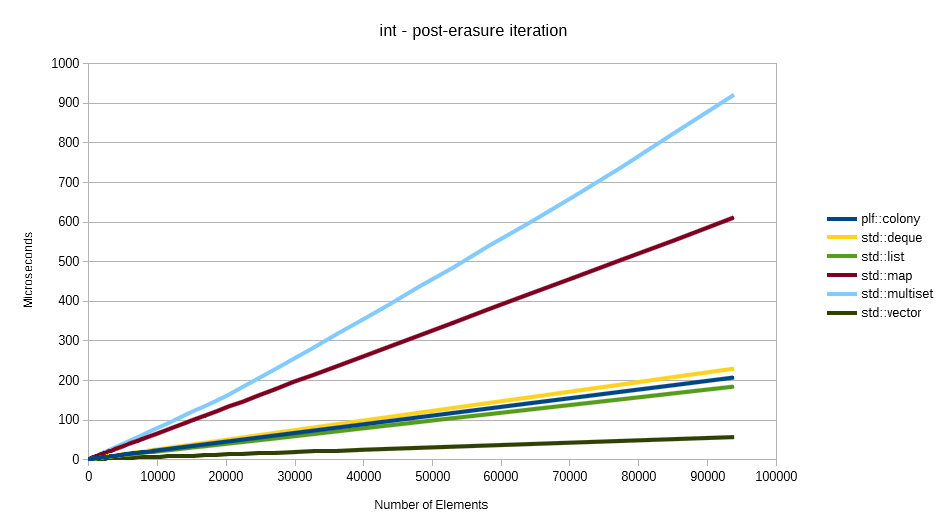 int - post-erasure iteration
1000
900
800
700
600
500
400
300
200
100
0
Microseconds
0 10000 20000 30000 40000 50000 60000 70000 80000 90000 100000
Number of Elements
plf::colony
std::deque
std::list
std::map
std::multiset
std::vector